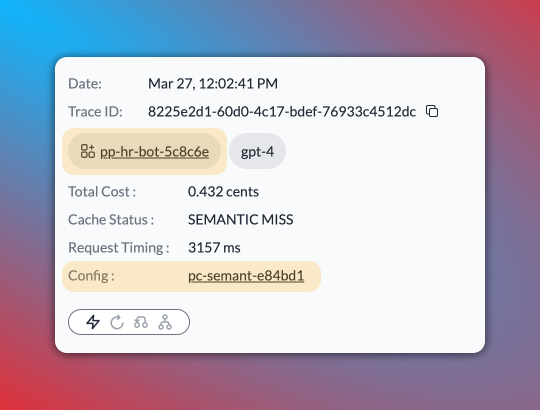 Date: Mar 27, 12:02:41 PM
Trace ID: 8225e2d1-60d0-4c17-bdef-76933c4512dc
pp-hr-bot-5c8c6e gpt-4
Total Cost : 0.432 cents
Cache Status : SEMANTIC MISS
Request Timing : 3157 ms
Config : pc-semant-e84bd1